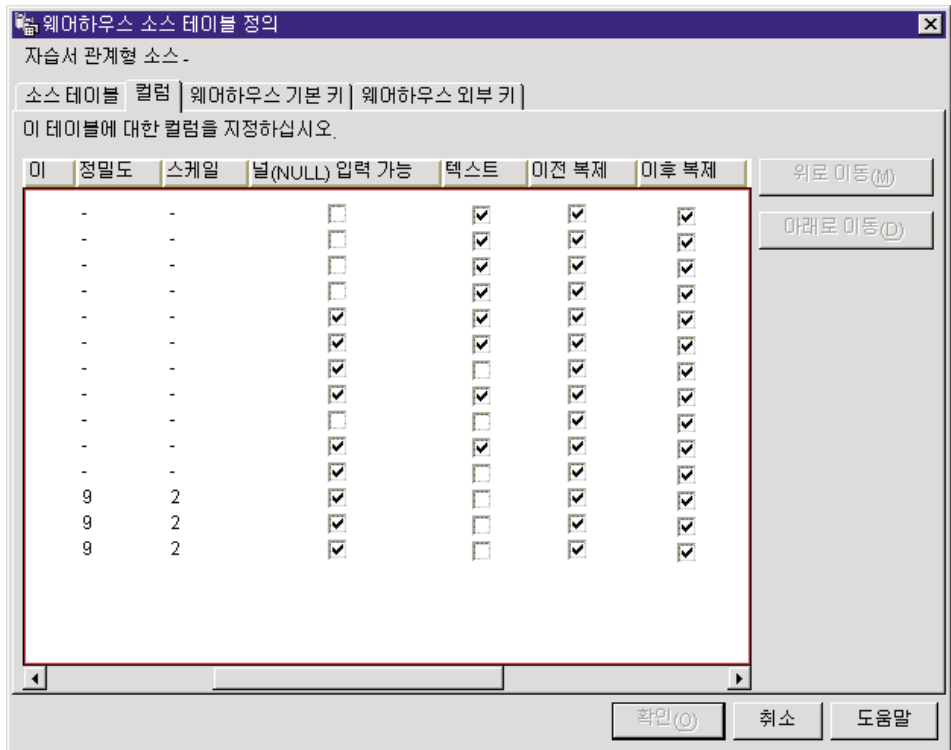 웨어하우스 소스 테이블 정의
자습서 관계형 소스 -
소스 테이블 컬럼 웨어하우스 기본 키 웨어하우스 외부 키
이 테이블에 대한 컬럼을 지정하십시오.
이 정밀도 스케일 널(NULL) 입력 가능 텍스트 이전 복제 이후 복제
위로 이동(M)
아래로 이동(D)
- -
- -
- -
- -
- -
- -
- -
- -
- -
- -
- -
9 2
9 2
9 2
확인(O) 취소 도움말